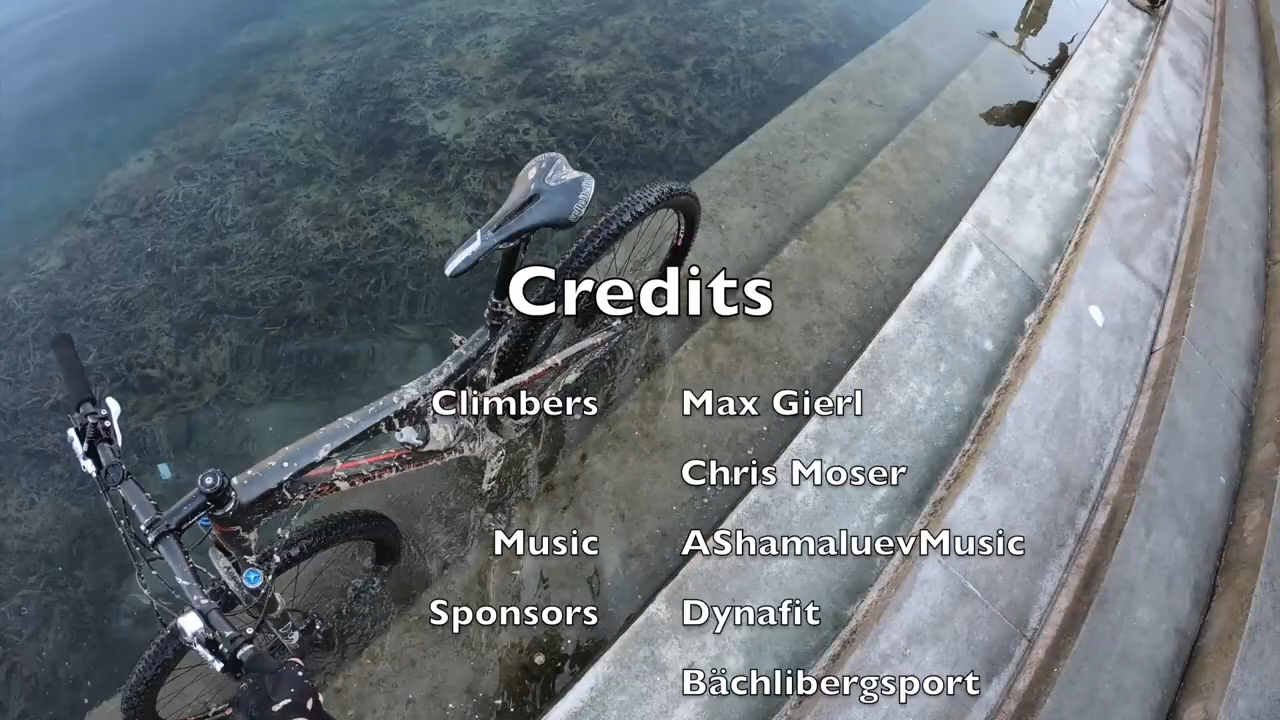 Credits
Climbers Max Gierl
Chris Moser
Music AShamaluevMusic
Sponsors Dynafit
Bächlibergsport